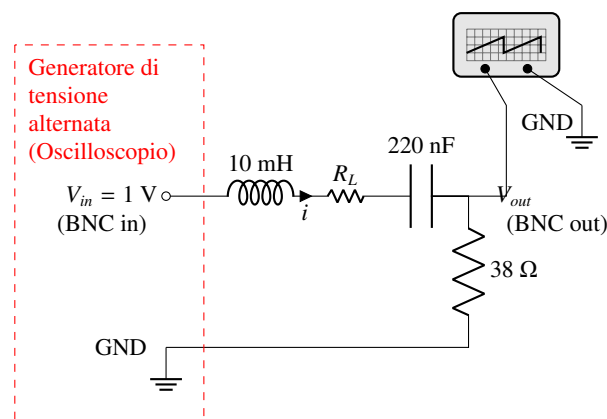 Generatore di
tensione
alternata
(Oscilloscopio)
GND
10 mH
R_L
220 nF
V_in = 1 V
(BNC in)
i
V_out
(BNC out)
38 Ω
GND